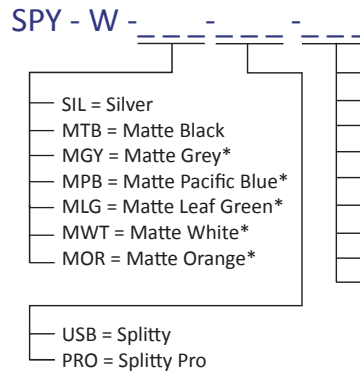 SPY - W - _ _ _ - _ _ _ - _ _ _
SIL = Silver
MTB = Matte Black
MGY = Matte Grey*
MPB = Matte Pacific Blue*
MLG = Matte Leaf Green*
MWT = Matte White*
MOR = Matte Orange*
USB = Splitty
PRO = Splitty Pro